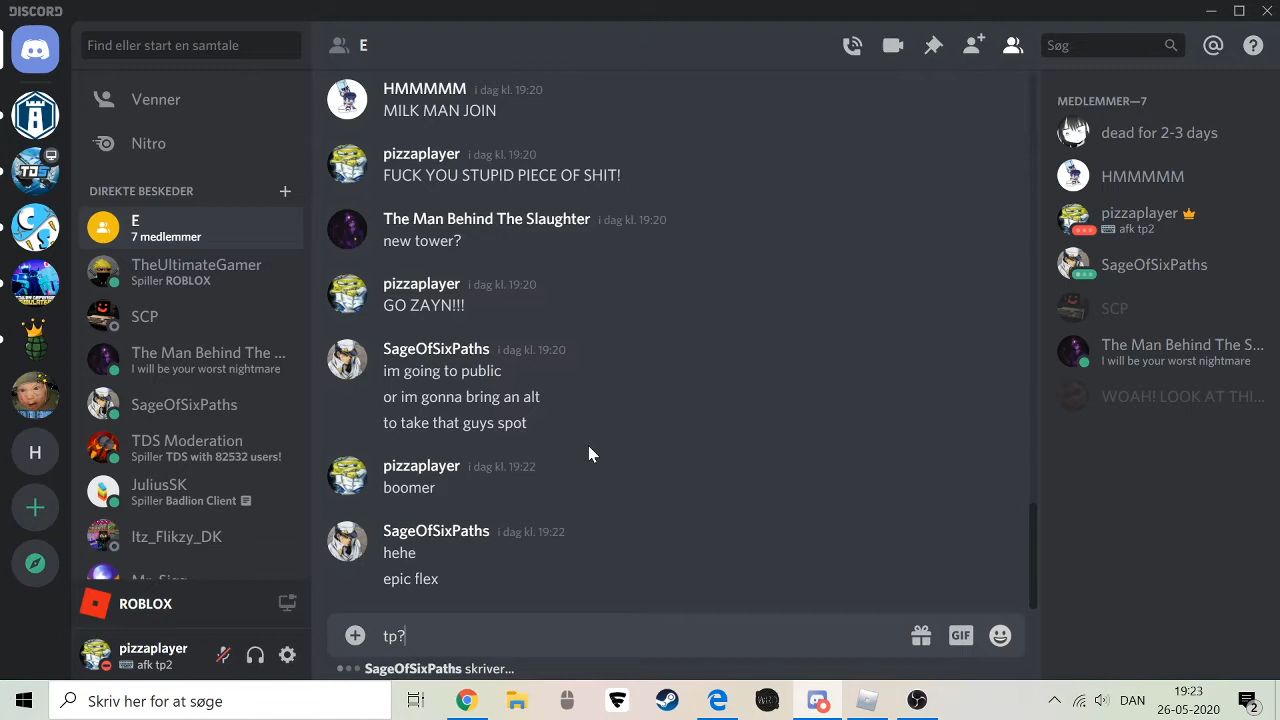 DISCORD
Find eller start en samtale
E
Søg
Venner
Nitro
DIREKTE BESKEDER
E
7 medlemmer
TheUltimateGamer
Spiller ROBLOX
SCP
The Man Behind The ...
I will be your worst nightmare
SageOfSixPaths
TDS Moderation
Spiller TDS with 82532 users!
JuliusSK
Spiller Badlion Client
Itz_Flikzy_DK
H
ROBLOX
pizzaplayer
afk tp2
HMMMMM i dag kl. 19:20
MILK MAN JOIN
pizzaplayer i dag kl. 19:20
FUCK YOU STUPID PIECE OF SHIT!
The Man Behind The Slaughter i dag kl. 19:20
new tower?
pizzaplayer i dag kl. 19:20
GO ZAYN!!!
SageOfSixPaths i dag kl. 19:20
im going to public
or im gonna bring an alt
to take that guys spot
pizzaplayer i dag kl. 19:22
boomer
SageOfSixPaths i dag kl. 19:22
hehe
epic flex
tp?
GIF
SageOfSixPaths skriver...
MEDLEMMER—7
dead for 2-3 days
HMMMMM
pizzaplayer
afk tp2
SageOfSixPaths
SCP
The Man Behind The S...
I will be your worst nightmare
WOAH! LOOK AT THI...
Skriv her for at søge
DAN
19:23
26-05-2020
2